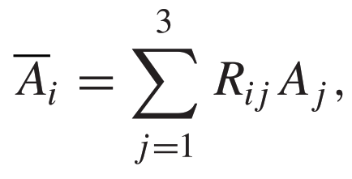 $\overline{A}_i = \sum_{j=1}^{3} R_{ij} A_j,$